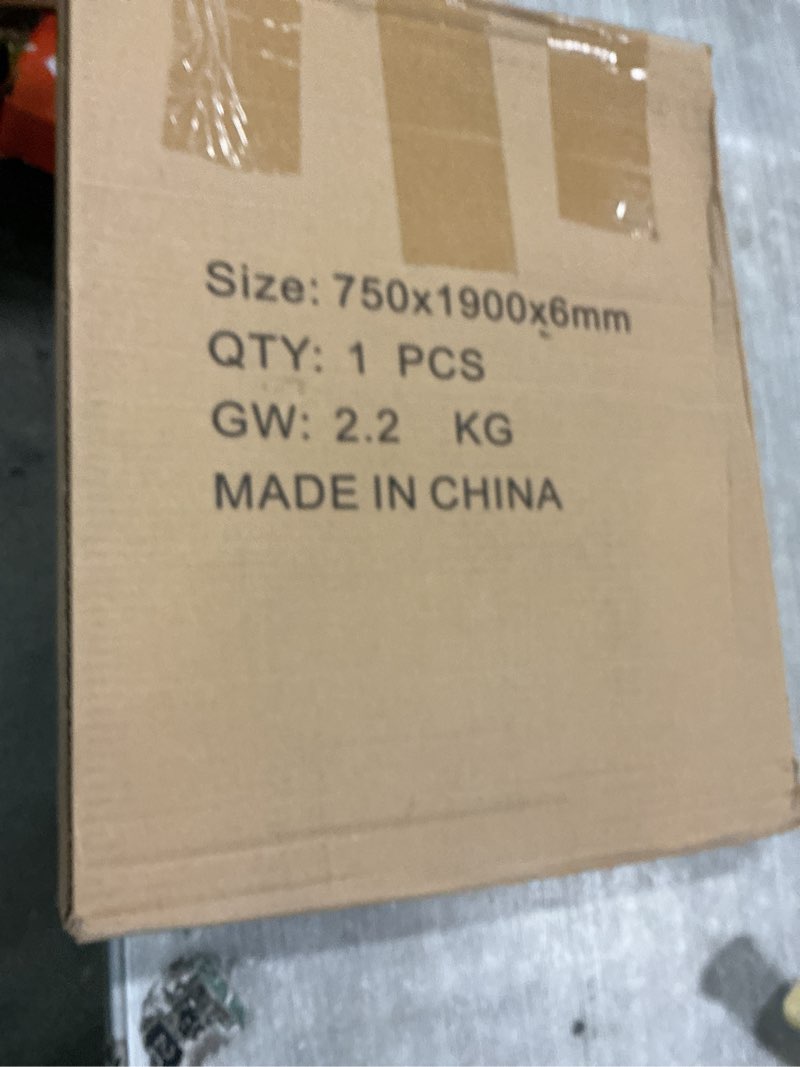 Size: 750x1900x6mm
QTY: 1 PCS
GW: 2.2 KG
MADE IN CHINA